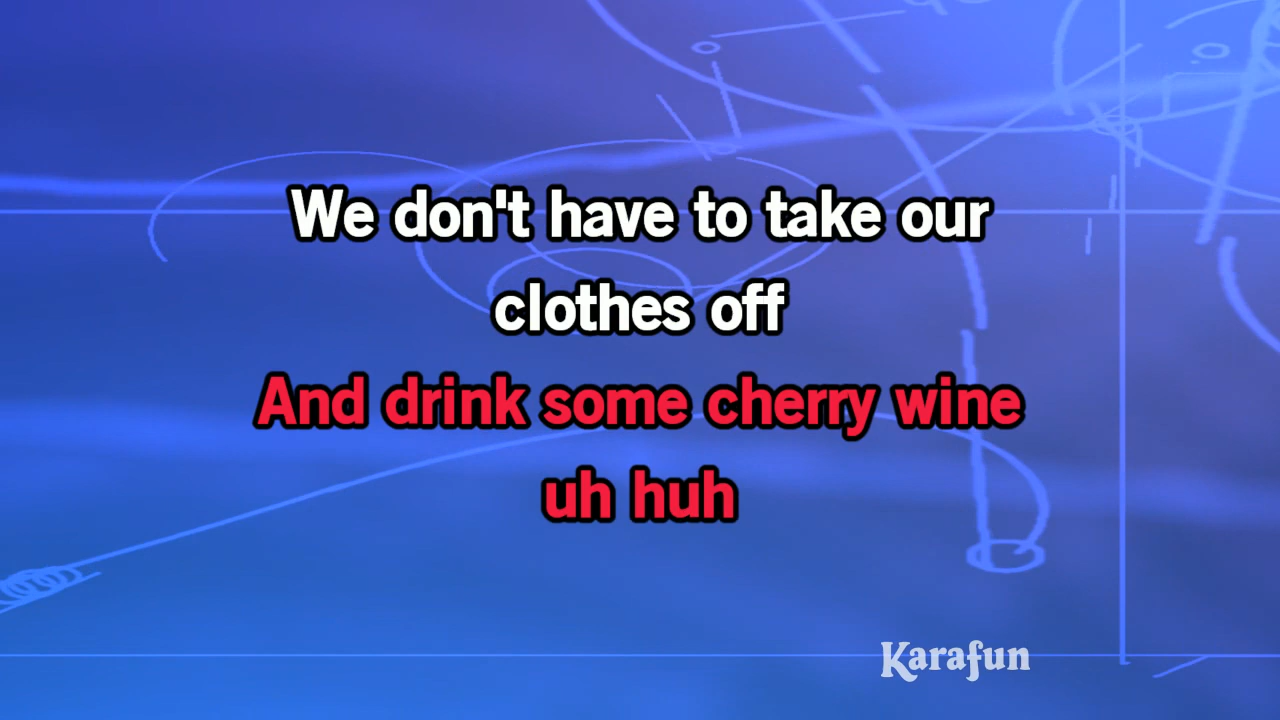 We don't have to take our
clothes off
And drink some cherry wine
uh huh
Karafun